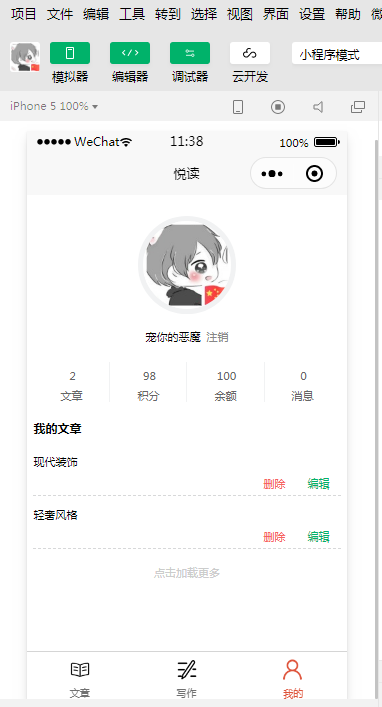 项目 文件 编辑 工具 转到 选择 视图 界面 设置 帮助 微
模拟器 编辑器 调试器 云开发 小程序模式
iPhone 5 100%
WeChat 11:38 100%
悦读
宠你的恶魔 注销
2 98 100 0
文章 积分 余额 消息
我的文章
现代装饰
删除 编辑
轻奢风格
删除 编辑
点击加载更多
文章 写作 我的